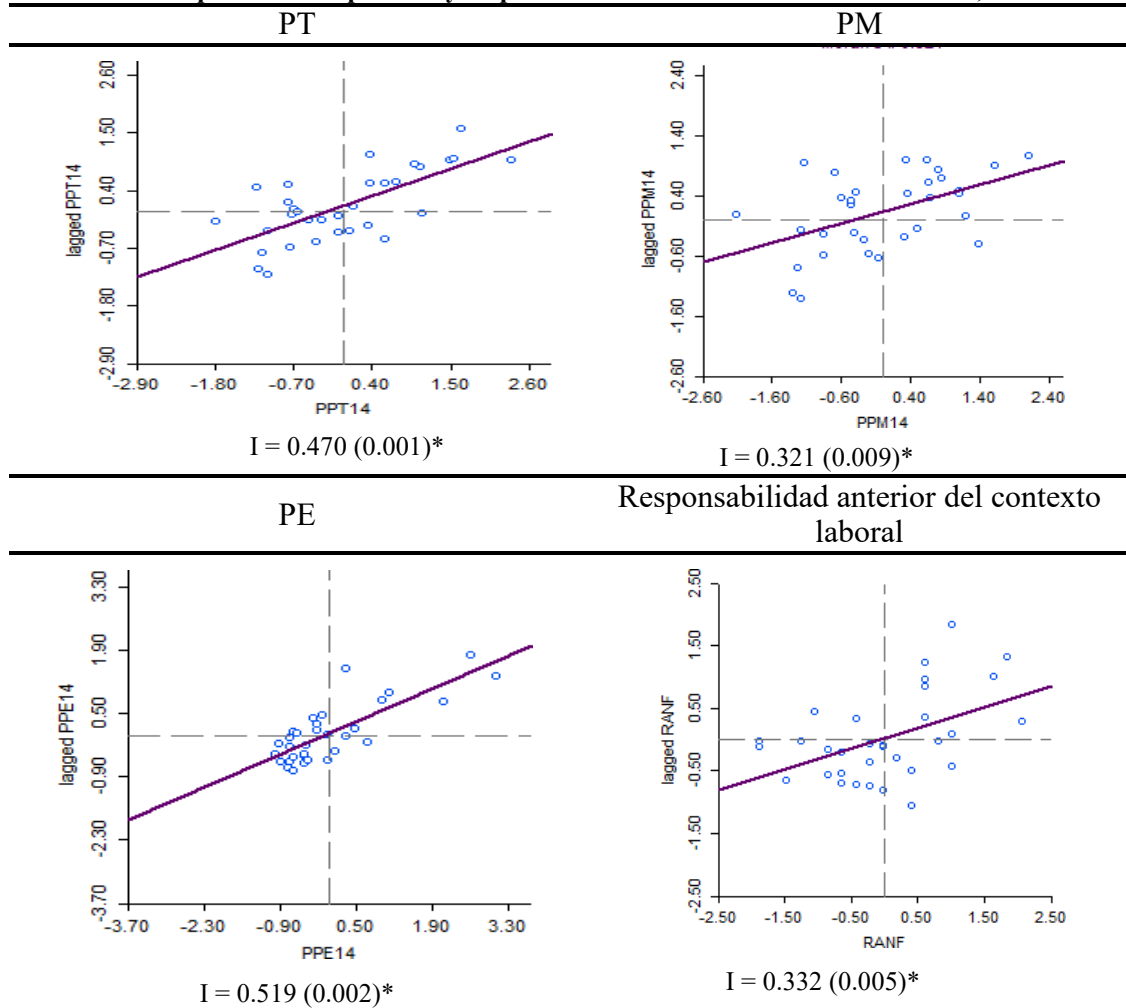 PT PM
2.60
1.50
0.40
-0.70
-1.80
-2.90
lagged PPT14
-2.90 -1.80 -0.70 0.40 1.50 2.60
PPT14
I = 0.470 (0.001)*
2.40
1.40
0.40
-0.60
-1.60
-2.60
lagged PPM14
-2.60 -1.60 -0.60 0.40 1.40 2.40
PPM14
I = 0.321 (0.009)*
PE
Responsabilidad anterior del contexto
laboral
3.30
1.90
0.50
-0.90
-2.30
-3.70
lagged PPE14
-3.70 -2.30 -0.90 0.50 1.90 3.30
PPE14
I = 0.519 (0.002)*
2.50
1.50
0.50
-0.50
-1.50
-2.50
lagged RANF
-2.50 -1.50 -0.50 0.50 1.50 2.50
RANF
I = 0.332 (0.005)*